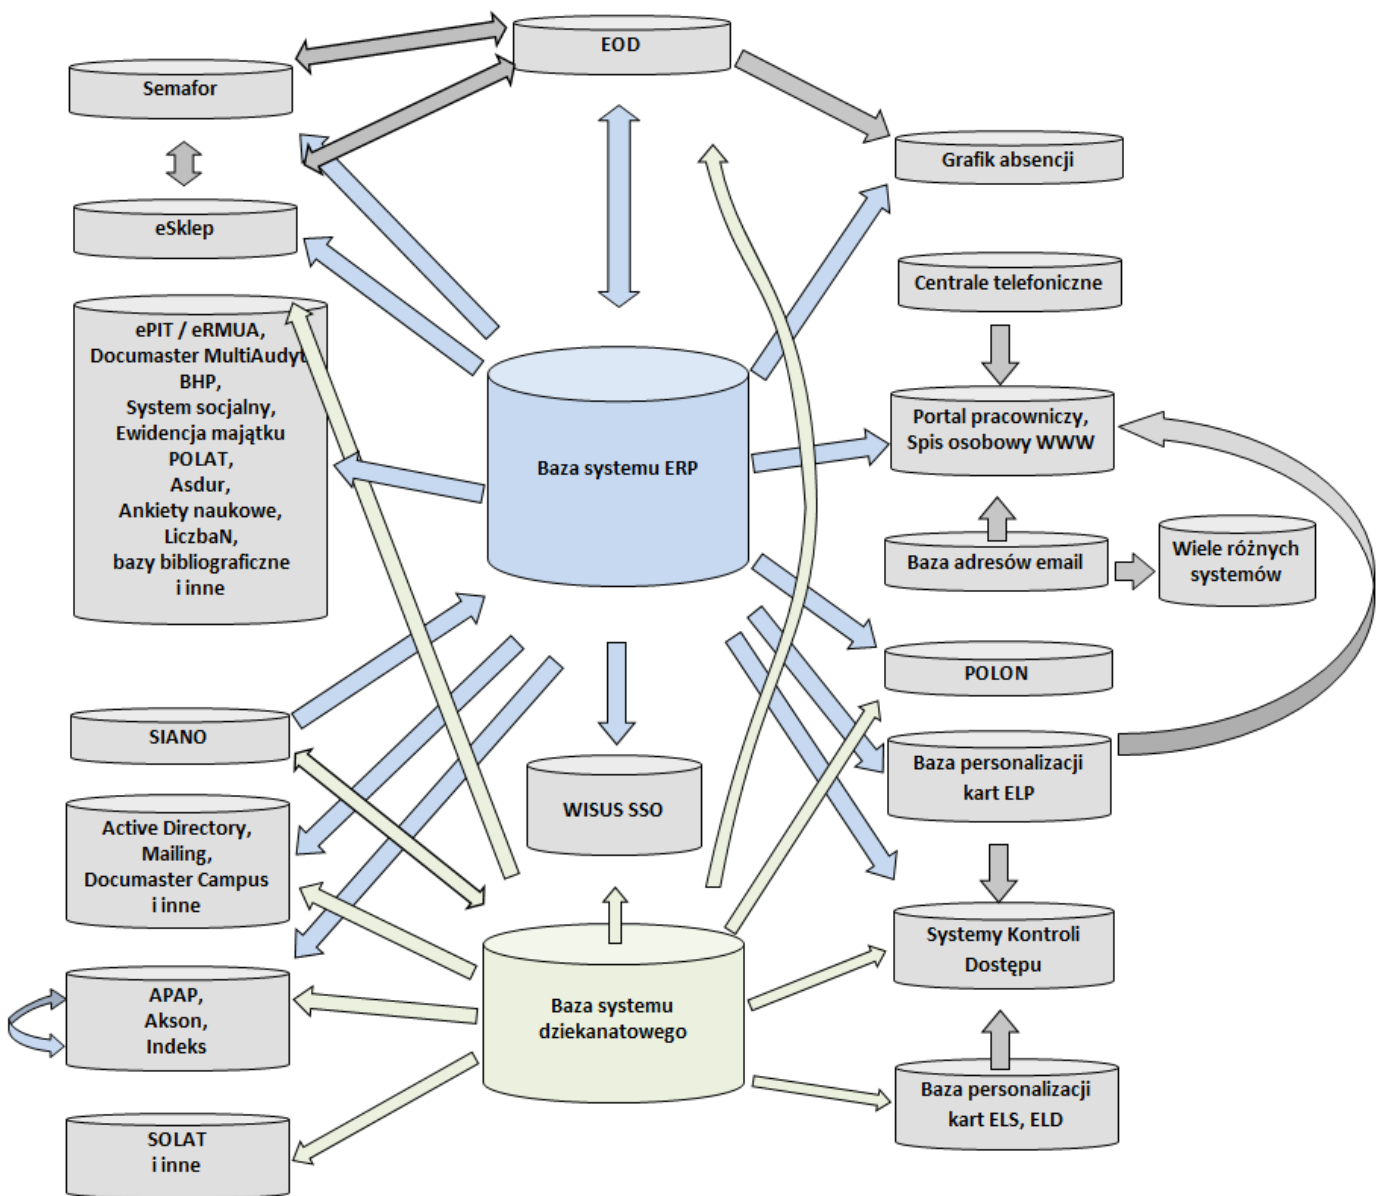 EOD
Semafor
Grafik absencji
eSklep
Centrale telefoniczne
ePIT / eRMUA,
Documaster MultiAudyt
BHP,
System socjalny,
Ewidencja majątku
POLAT,
Asdur,
Ankiety naukowe,
LiczbaN,
bazy bibliograficzne
i inne
Baza systemu ERP
Portal pracowniczy,
Spis osobowy WWW
Baza adresów email
Wiele różnych
systemów
POLON
SIANO
Baza personalizacji
kart ELP
WISUS SSO
Active Directory,
Mailing,
Documaster Campus
i inne
Systemy Kontroli
Dostępu
APAP,
Akson,
Indeks
Baza systemu
dziekanatowego
Baza personalizacji
kart ELS, ELD
SOLAT
i inne